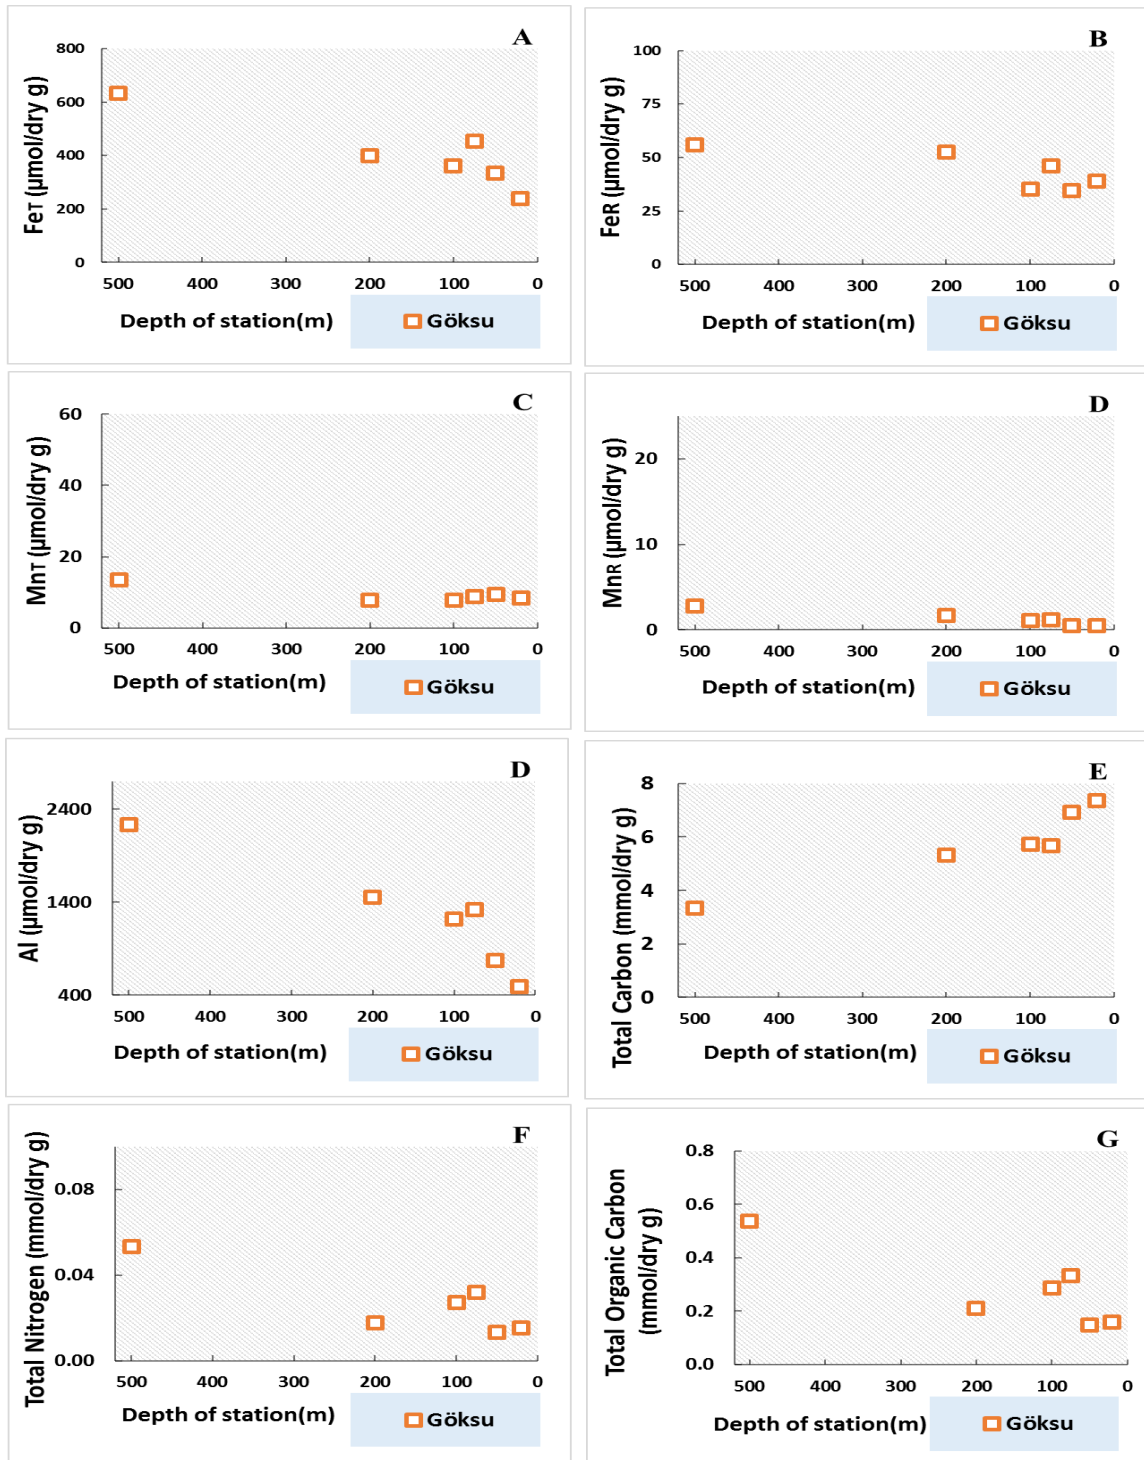 A
FeT (µmol/dry g)
800
600
400
200
0
500 400 300 200 100 0
Depth of station(m)
Göksu
B
FeR (µmol/dry g)
100
75
50
25
0
500 400 300 200 100 0
Depth of station(m)
Göksu
C
MnT (µmol/dry g)
60
40
20
0
500 400 300 200 100 0
Depth of station(m)
Göksu
D
MnR (µmol/dry g)
20
10
0
500 400 300 200 100 0
Depth of station(m)
Göksu
D
Al (µmol/dry g)
2400
1400
400
500 400 300 200 100 0
Depth of station(m)
Göksu
E
Total Carbon (mmol/dry g)
8
6
4
2
0
500 400 300 200 100 0
Depth of station(m)
Göksu
F
Total Nitrogen (mmol/dry g)
0.08
0.04
0.00
500 400 300 200 100 0
Depth of station(m)
Göksu
G
Total Organic Carbon
(mmol/dry g)
0.8
0.6
0.4
0.2
0.0
500 400 300 200 100 0
Depth of station(m)
Göksu